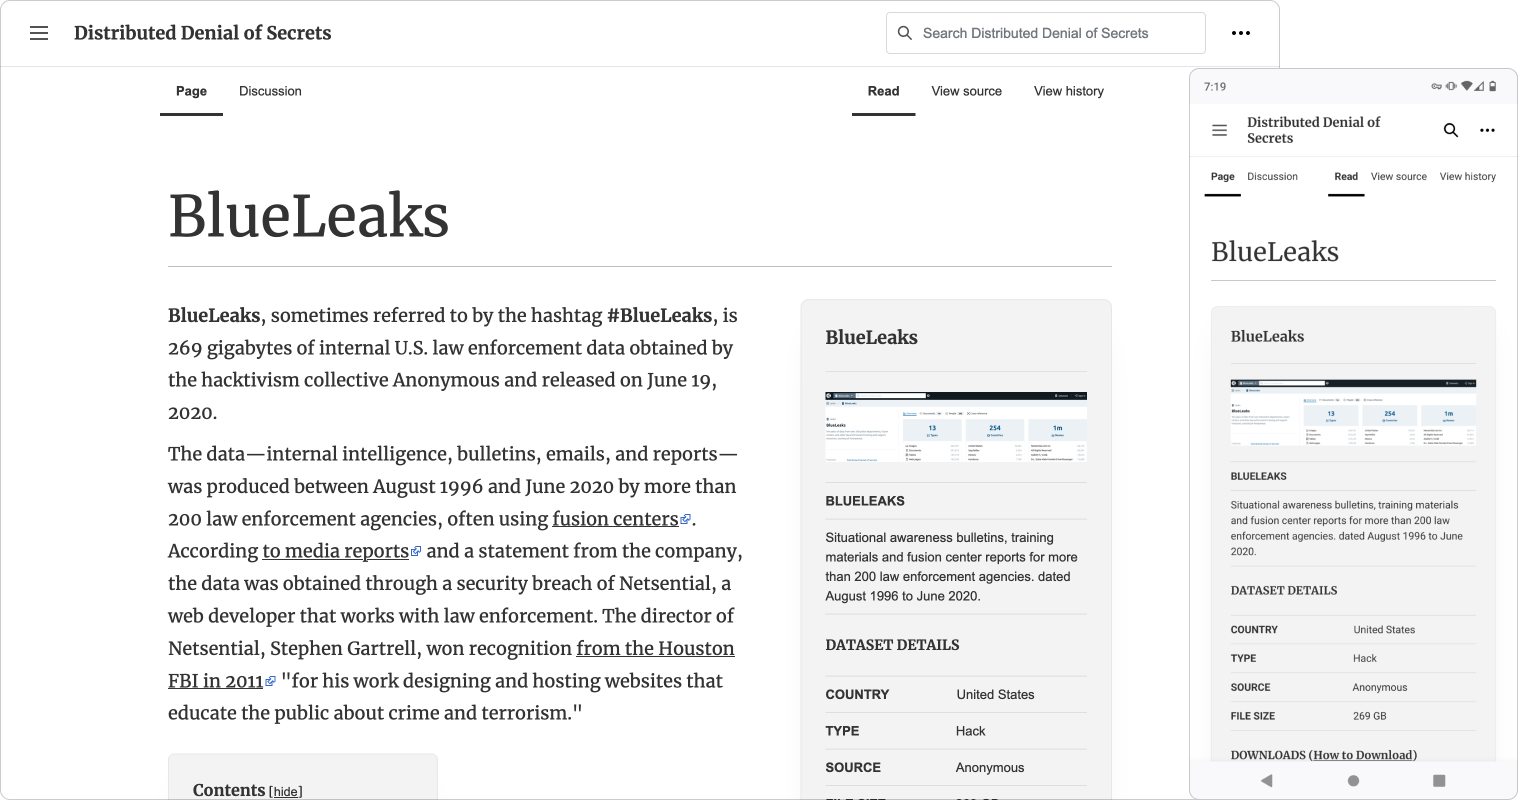 Distributed Denial of Secrets
Search Distributed Denial of Secrets
Page Discussion
Read View source View history
BlueLeaks
BlueLeaks, sometimes referred to by the hashtag #BlueLeaks, is
269 gigabytes of internal U.S. law enforcement data obtained by
the hacktivism collective Anonymous and released on June 19,
2020.
The data—internal intelligence, bulletins, emails, and reports—
was produced between August 1996 and June 2020 by more than
200 law enforcement agencies, often using fusion centers.
According to media reports and a statement from the company,
the data was obtained through a security breach of Netsential, a
web developer that works with law enforcement. The director of
Netsential, Stephen Gartrell, won recognition from the Houston
FBI in 2011 "for his work designing and hosting websites that
educate the public about crime and terrorism."
Contents [hide]
BlueLeaks
BlueLeaks
13
254
1m
BLUELEAKS
Situational awareness bulletins, training
materials and fusion center reports for more
than 200 law enforcement agencies. dated
August 1996 to June 2020.
DATASET DETAILS
COUNTRY United States
TYPE Hack
SOURCE Anonymous
7:19
Distributed Denial of
Secrets
Page Discussion
Read View source View history
BlueLeaks
BlueLeaks
BlueLeaks
13
254
1m
BLUELEAKS
Situational awareness bulletins, training materials
and fusion center reports for more than 200 law
enforcement agencies. dated August 1996 to June
2020.
DATASET DETAILS
COUNTRY United States
TYPE Hack
SOURCE Anonymous
FILE SIZE 269 GB
DOWNLOADS (How to Download)